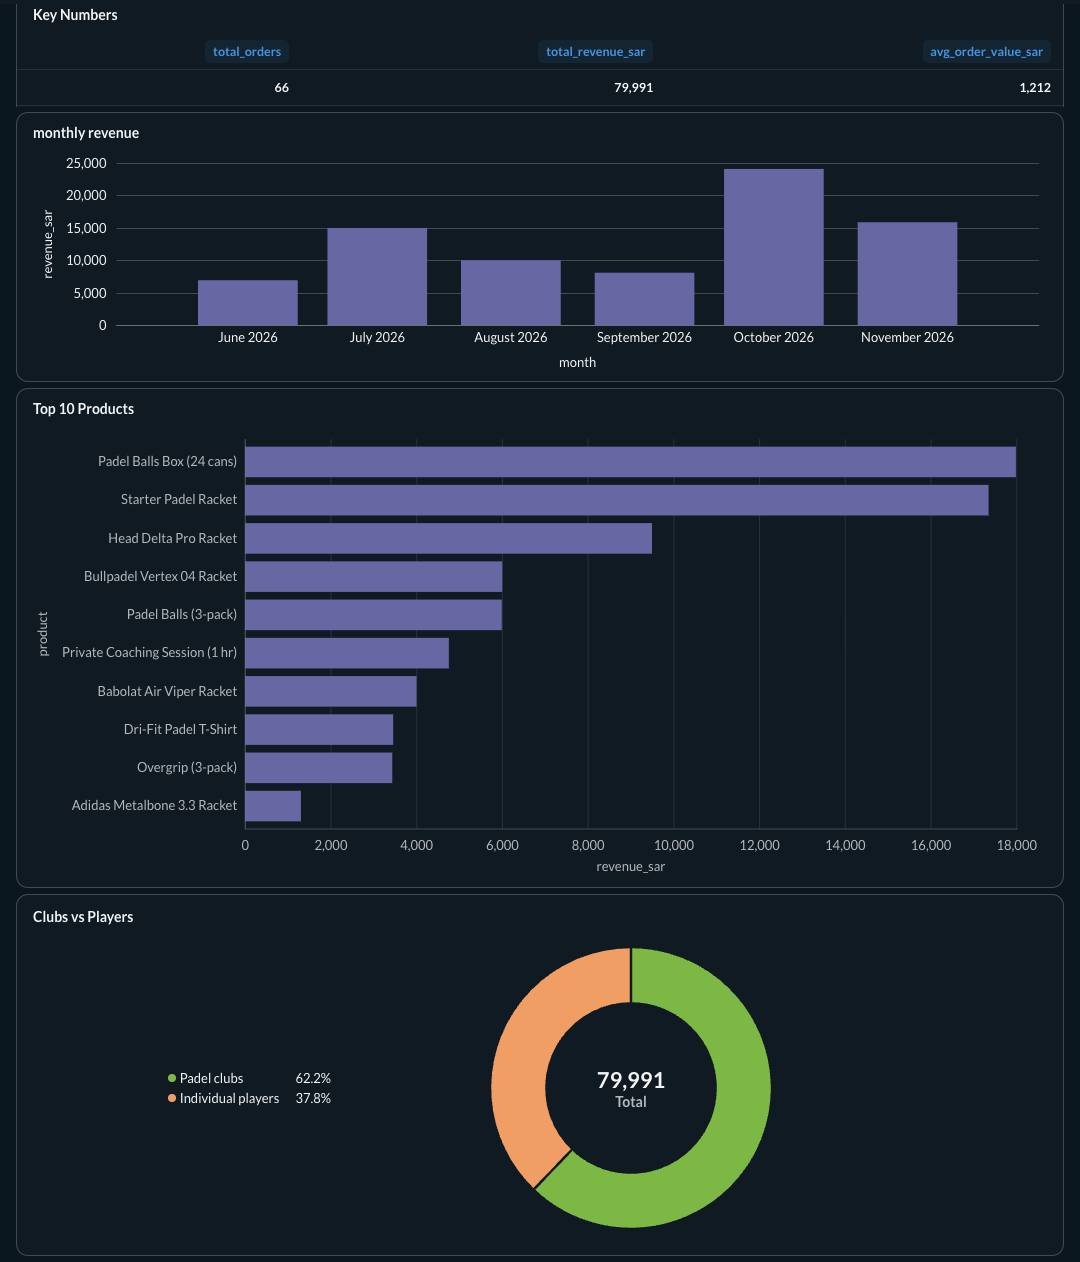 Key Numbers
total_orders total_revenue_sar avg_order_value_sar
66 79,991 1,212
monthly revenue
25,000
20,000
15,000
10,000
5,000
0
revenue_sar
June 2026 July 2026 August 2026 September 2026 October 2026 November 2026
month
Top 10 Products
product
Padel Balls Box (24 cans)
Starter Padel Racket
Head Delta Pro Racket
Bullpadel Vertex 04 Racket
Padel Balls (3-pack)
Private Coaching Session (1 hr)
Babolat Air Viper Racket
Dri-Fit Padel T-Shirt
Overgrip (3-pack)
Adidas Metalbone 3.3 Racket
0 2,000 4,000 6,000 8,000 10,000 12,000 14,000 16,000 18,000
revenue_sar
Clubs vs Players
Padel clubs 62.2%
Individual players 37.8%
79,991
Total